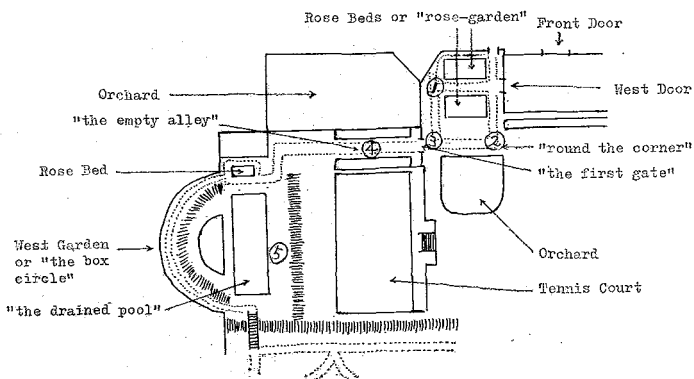 Rose Beds or "rose-garden"
Front Door
West Door
Orchard
"the empty alley"
1
4
3
2
"round the corner"
"the first gate"
Rose Bed
West Garden
or "the box
circle"
5
Orchard
Tennis Court
"the drained pool"